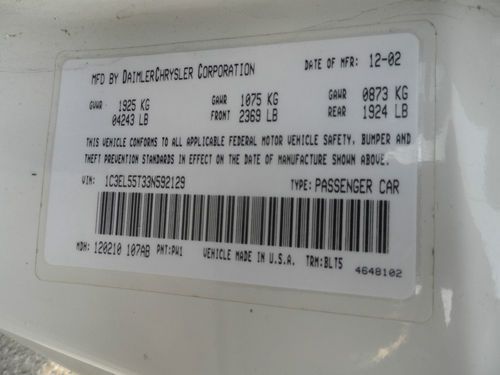 MFD BY DAIMLERCHRYSLER CORPORATION DATE OF MFR: 12-02
GVWR 1925 KG GAWR 1075 KG GAWR 0873 KG
04243 LB FRONT 2369 LB REAR 1924 LB
THIS VEHICLE CONFORMS TO ALL APPLICABLE FEDERAL MOTOR VEHICLE SAFETY, BUMPER AND
THEFT PREVENTION STANDARDS IN EFFECT ON THE DATE OF MANUFACTURE SHOWN ABOVE.
VIN: 1C3EL55T33N592129 TYPE: PASSENGER CAR
MDH: 120210 107AB PNT: PW1 VEHICLE MADE IN U.S.A. TRM: BLT5
4648102